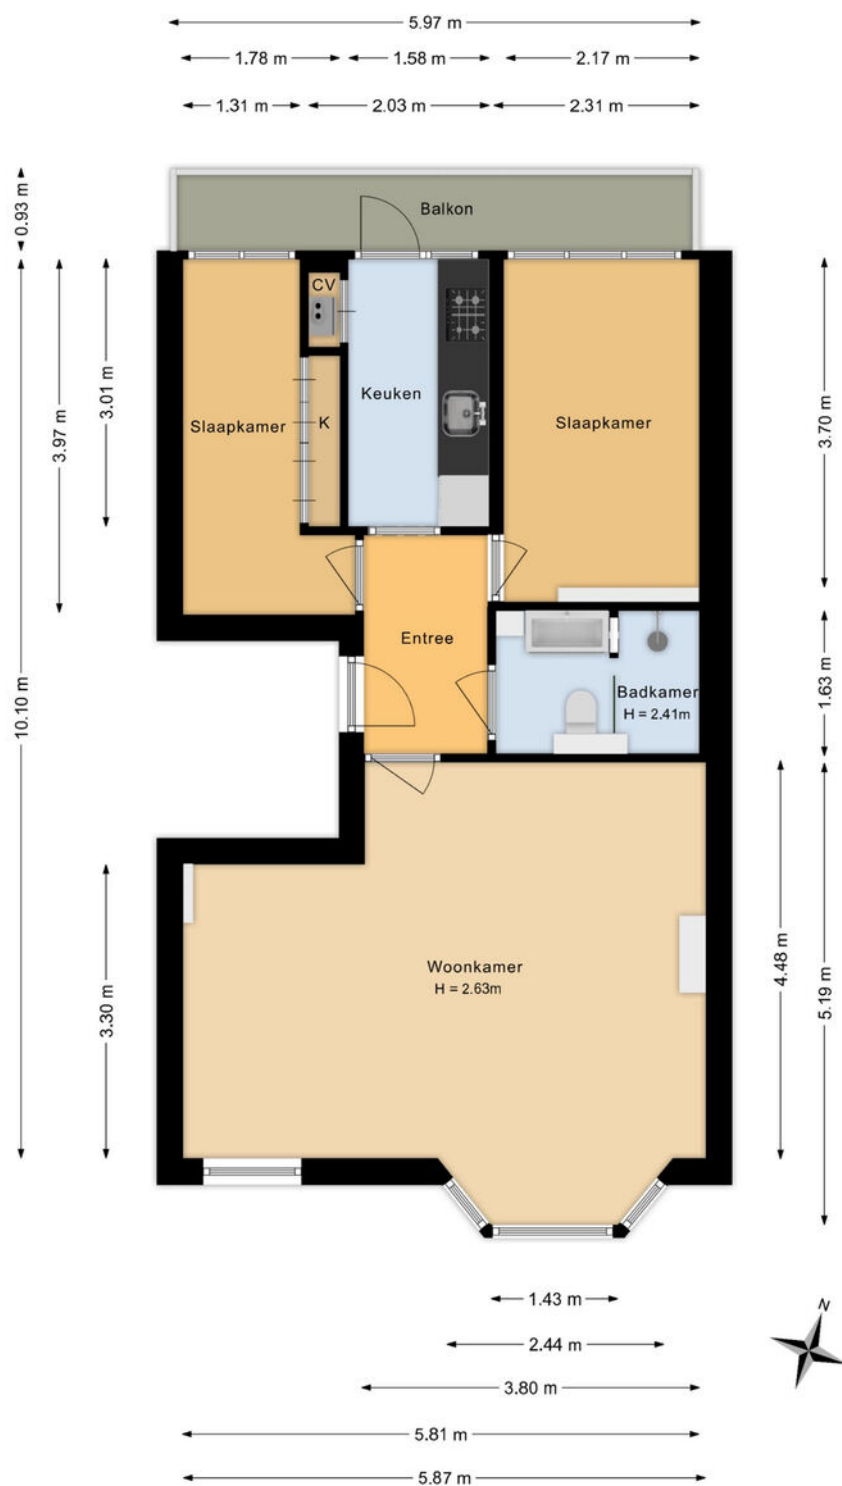 5.97 m
1.78 m
1.58 m
2.17 m
1.31 m
2.03 m
2.31 m
0.93 m
Balkon
CV
Keuken
Slaapkamer
K
Slaapkamer
3.01 m
3.97 m
3.70 m
Entree
10.10 m
1.63 m
Badkamer
H = 2.41m
Woonkamer
H = 2.63m
3.30 m
4.48 m
5.19 m
1.43 m
N
2.44 m
3.80 m
5.81 m
5.87 m